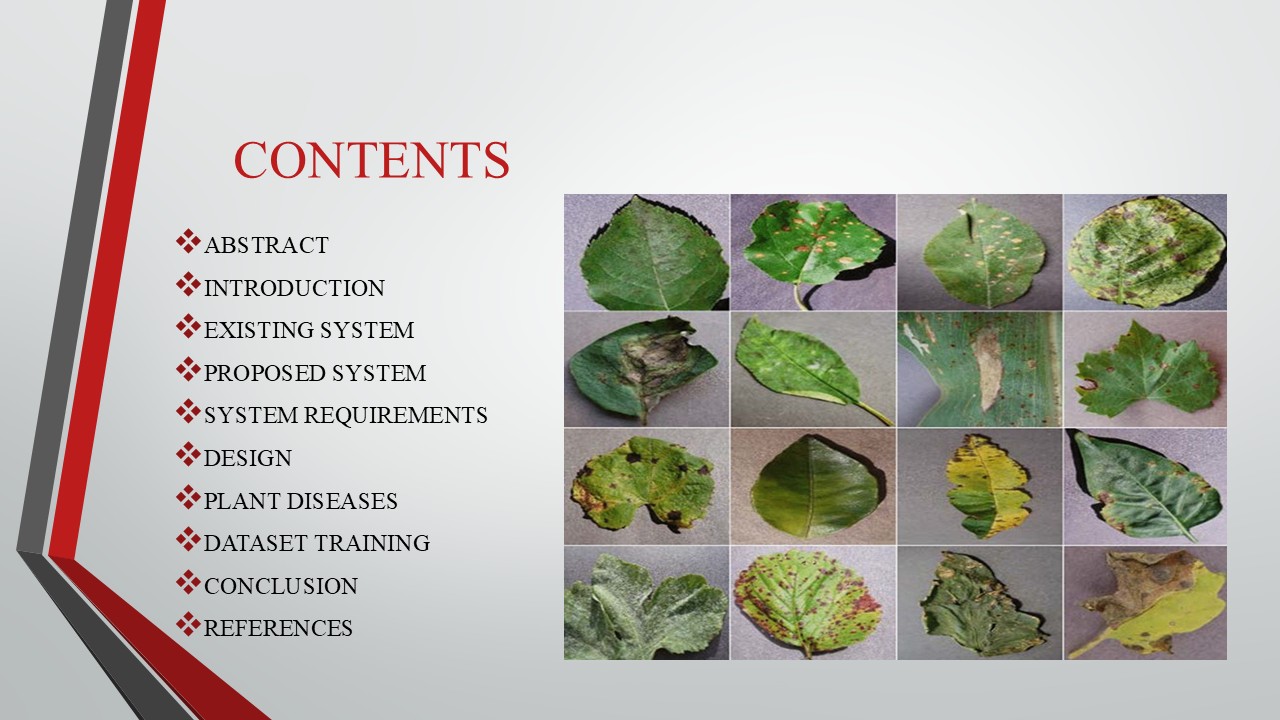 CONTENTS
❖ABSTRACT
❖INTRODUCTION
❖EXISTING SYSTEM
❖PROPOSED SYSTEM
❖SYSTEM REQUIREMENTS
❖DESIGN
❖PLANT DISEASES
❖DATASET TRAINING
❖CONCLUSION
❖REFERENCES